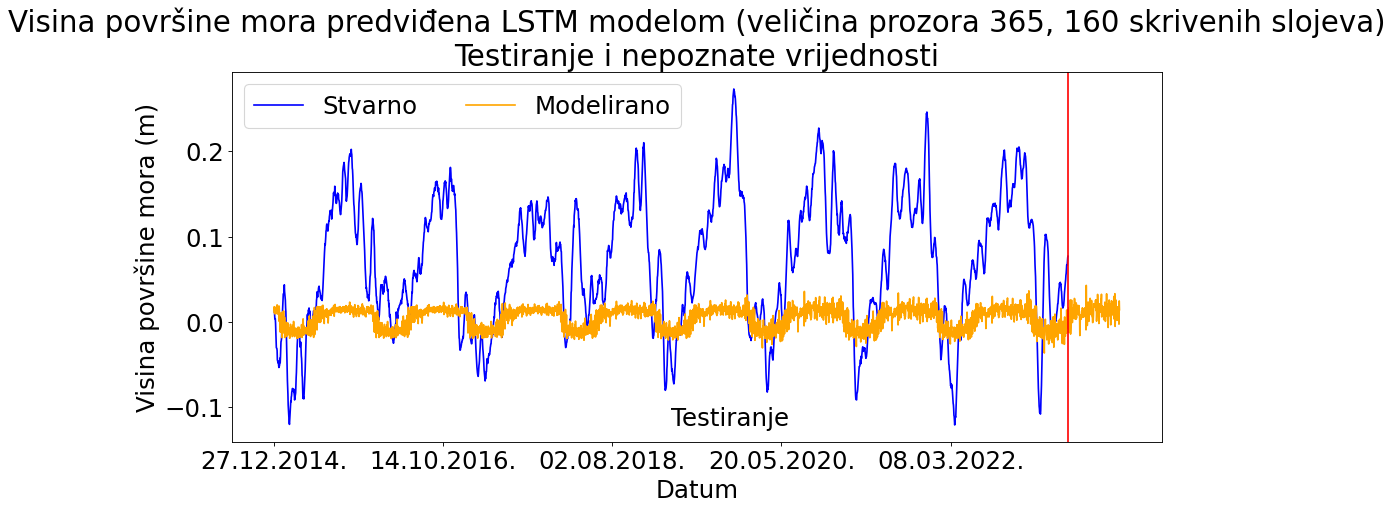 Visina površine mora predviđena LSTM modelom (veličina prozora 365, 160 skrivenih slojeva)
Testiranje i nepoznate vrijednosti
Stvarno
Modelirano
Visina površine mora (m)
0.2
0.1
0.0
−0.1
Testiranje
27.12.2014.
14.10.2016.
02.08.2018.
20.05.2020.
08.03.2022.
Datum